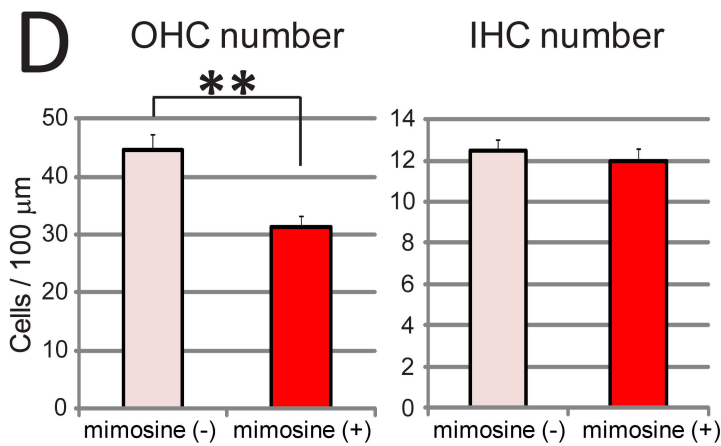 D
OHC number
IHC number
**
Cells / 100 μm
50
40
30
20
10
0
mimosine (-)
mimosine (+)
14
12
10
8
6
4
2
0
mimosine (-)
mimosine (+)